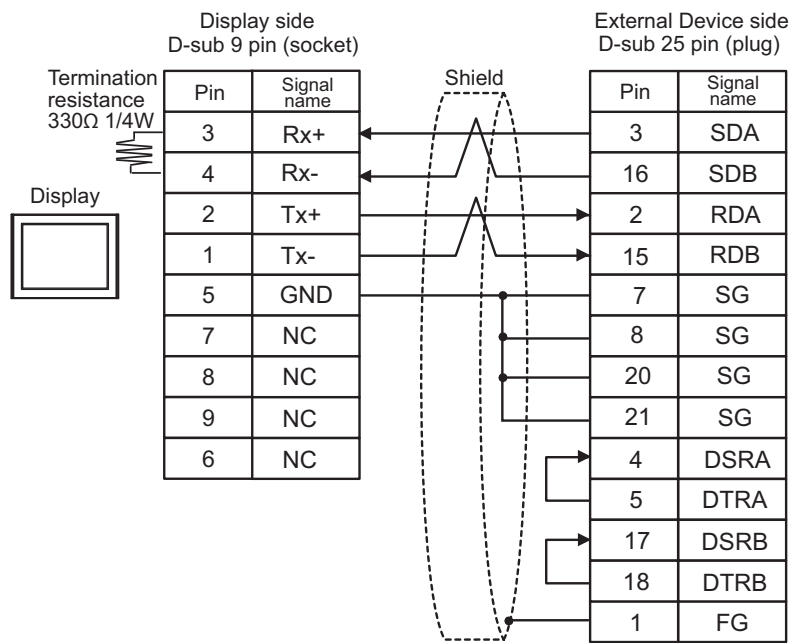 Display side
D-sub 9 pin (socket)
External Device side
D-sub 25 pin (plug)
Termination
resistance
330Ω 1/4W
Display
Shield
Pin Signal name
3 Rx+
4 Rx-
2 Tx+
1 Tx-
5 GND
7 NC
8 NC
9 NC
6 NC
Pin Signal name
3 SDA
16 SDB
2 RDA
15 RDB
7 SG
8 SG
20 SG
21 SG
4 DSRA
5 DTRA
17 DSRB
18 DTRB
1 FG